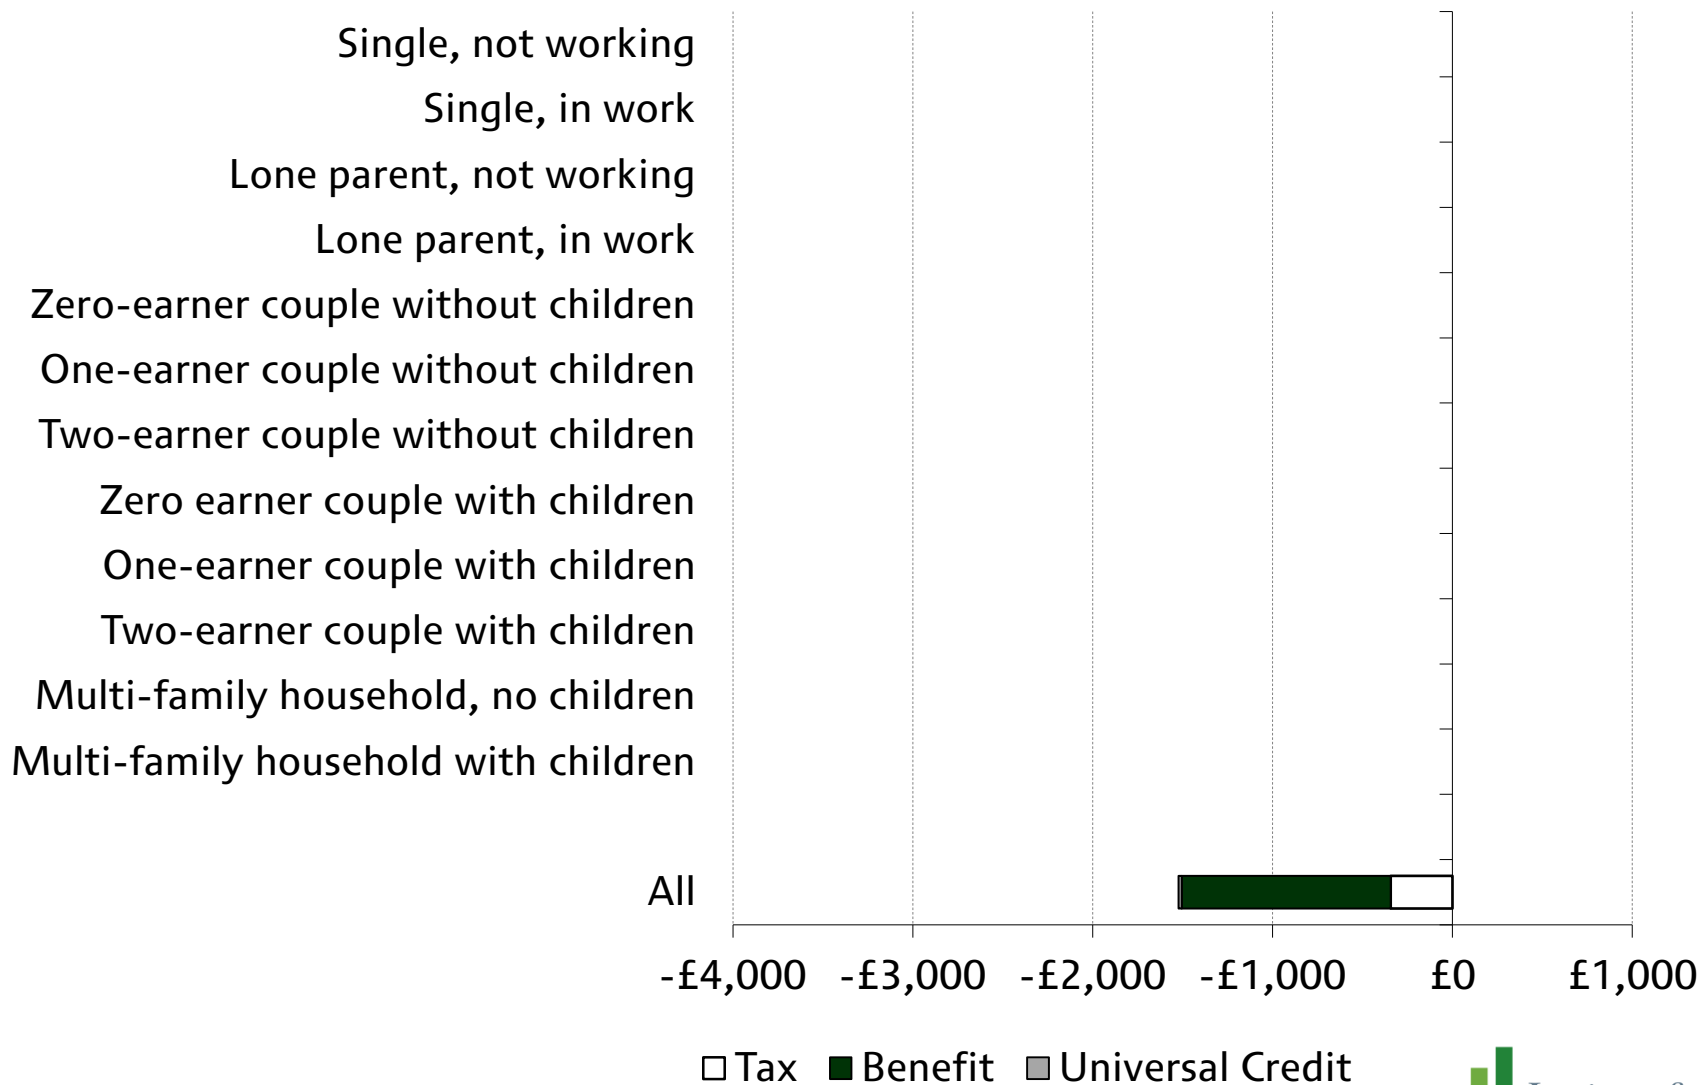 Single, not working
Single, in work
Lone parent, not working
Lone parent, in work
Zero-earner couple without children
One-earner couple without children
Two-earner couple without children
Zero earner couple with children
One-earner couple with children
Two-earner couple with children
Multi-family household, no children
Multi-family household with children
All
-£4,000 -£3,000 -£2,000 -£1,000 £0 £1,000
Tax Benefit Universal Credit